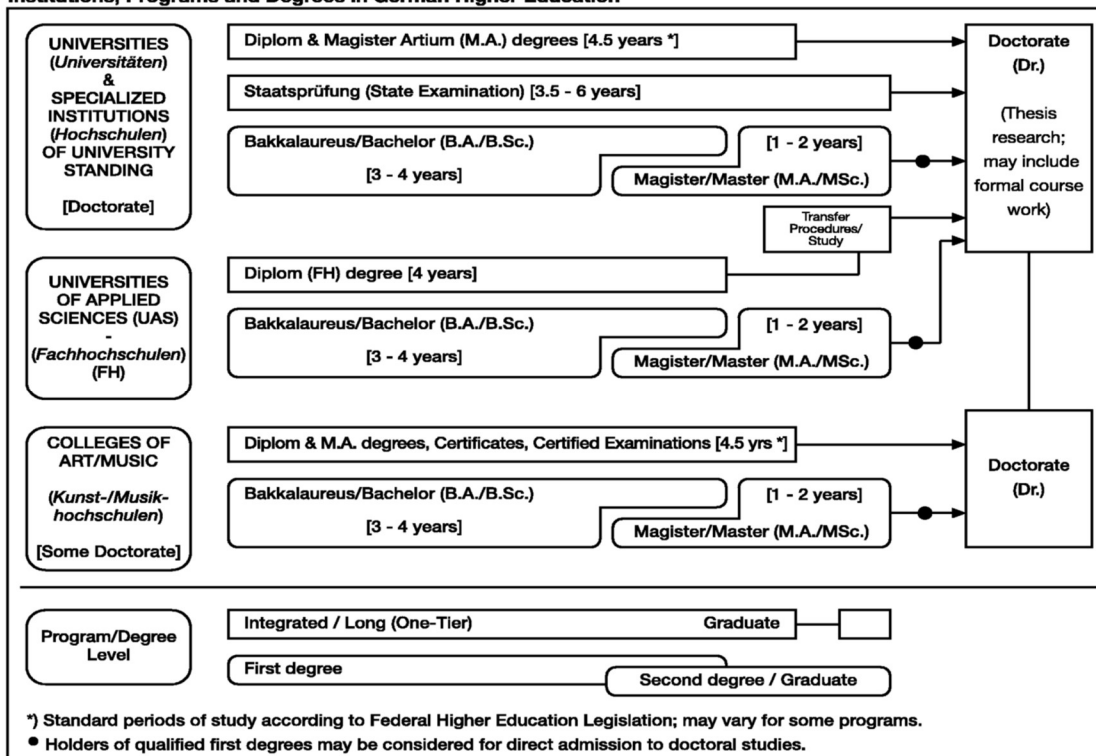 Institutions, Programs and Degrees in German Higher Education
UNIVERSITIES
(Universitäten)
&
SPECIALIZED
INSTITUTIONS
(Hochschulen)
OF UNIVERSITY
STANDING
[Doctorate]
Diplom & Magister Artium (M.A.) degrees [4.5 years *]
Staatsprüfung (State Examination) [3.5 - 6 years]
Bakkalaureus/Bachelor (B.A./B.Sc.)
[3 - 4 years]
[1 - 2 years]
Magister/Master (M.A./MSc.)
Doctorate
(Dr.)
(Thesis
research;
may include
formal course
work)
Transfer
Procedures/
Study
UNIVERSITIES
OF APPLIED
SCIENCES (UAS)
-
(Fachhochschulen)
(FH)
Diplom (FH) degree [4 years]
Bakkalaureus/Bachelor (B.A./B.Sc.)
[3 - 4 years]
[1 - 2 years]
Magister/Master (M.A./MSc.)
COLLEGES OF
ART/MUSIC
(Kunst-/Musik-
hochschulen)
[Some Doctorate]
Diplom & M.A. degrees, Certificates, Certified Examinations [4.5 yrs *]
Bakkalaureus/Bachelor (B.A./B.Sc.)
[3 - 4 years]
[1 - 2 years]
Magister/Master (M.A./MSc.)
Doctorate
(Dr.)
Program/Degree
Level
Integrated / Long (One-Tier) Graduate
First degree
Second degree / Graduate
*) Standard periods of study according to Federal Higher Education Legislation; may vary for some programs.
● Holders of qualified first degrees may be considered for direct admission to doctoral studies.